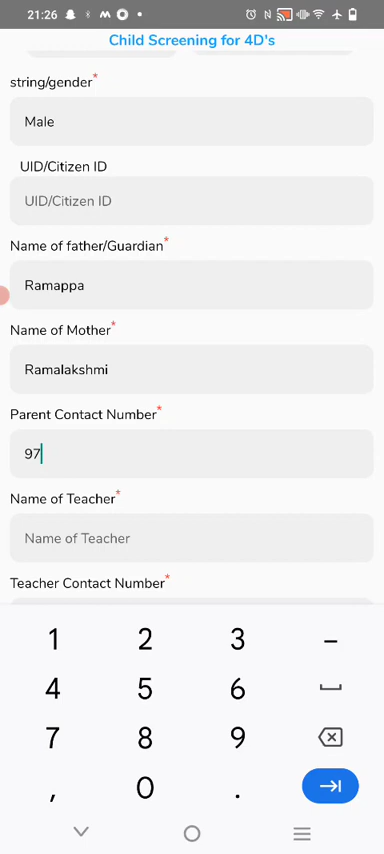 21:26
Child Screening for 4D's
string/gender*
Male
UID/Citizen ID
UID/Citizen ID
Name of father/Guardian*
Ramappa
Name of Mother*
Ramalakshmi
Parent Contact Number*
97
Name of Teacher*
Name of Teacher
Teacher Contact Number*
1 2 3 –
4 5 6
7 8 9
, 0 .